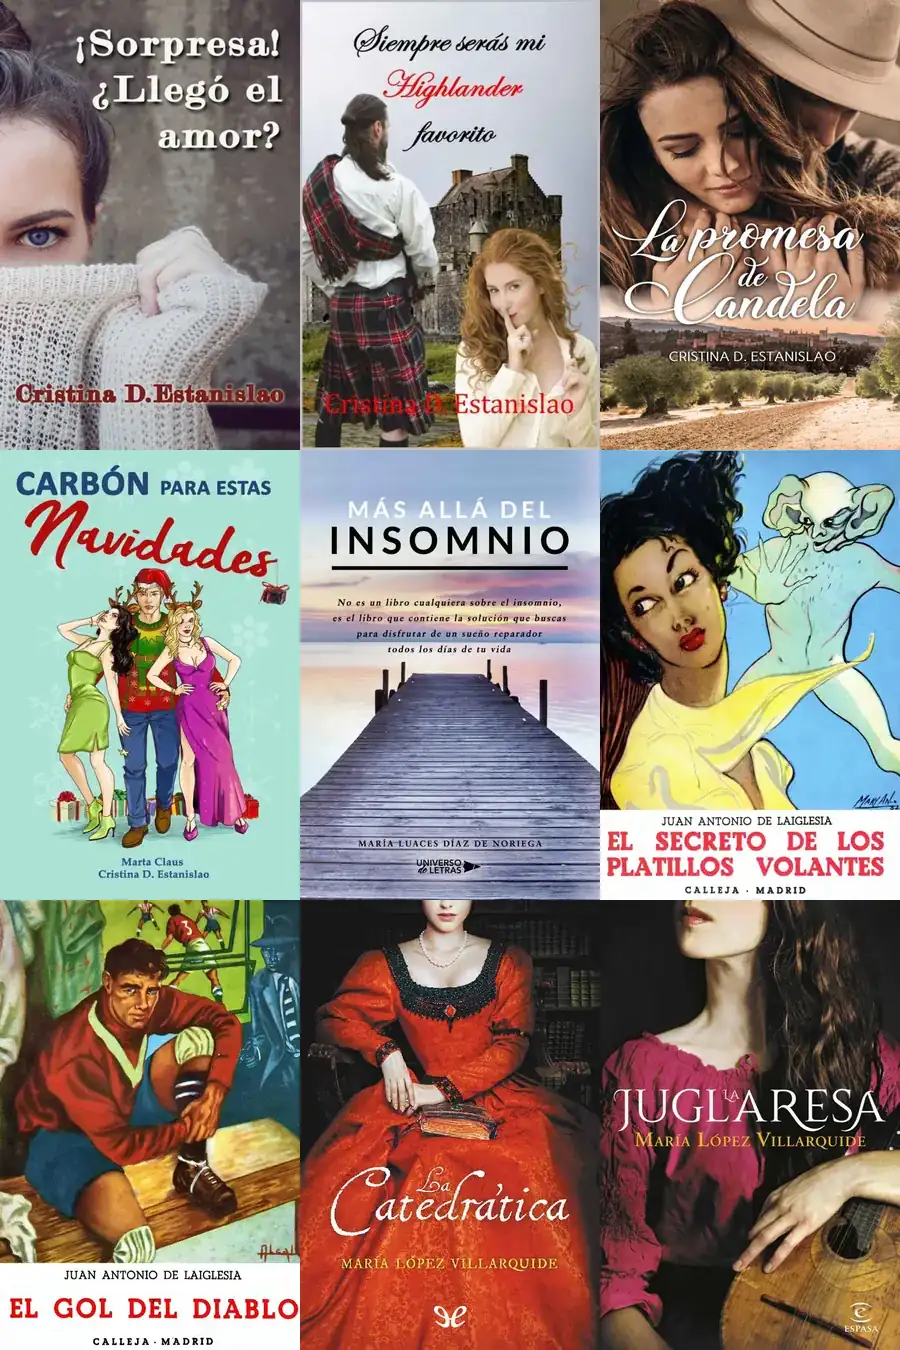 ¡Sorpresa!
¿Llegó el
amor?
Cristina D.Estanislao
Siempre serás mi
Highlander
favorito
Cristina D. Estanislao
La promesa
de
Candela
CRISTINA D. ESTANISLAO
CARBÓN PARA ESTAS
Navidades
Marta Claus
Cristina D. Estanislao
MÁS ALLÁ DEL
INSOMNIO
No es un libro cualquiera sobre el insomnio,
es el libro que contiene la solución que buscas
para disfrutar de un sueño reparador
todos los días de tu vida
MARÍA LUACES DÍAZ DE NORIEGA
UNIVERSO
de LETRAS
JUAN ANTONIO DE LAIGLESIA
EL SECRETO DE LOS
PLATILLOS VOLANTES
CALLEJA · MADRID
3
JUAN ANTONIO DE LAIGLESIA
EL GOL DEL DIABLO
CALLEJA · MADRID
La
Catedrática
MARÍA LÓPEZ VILLARQUIDE
LA
JUGLARESA
MARÍA LÓPEZ VILLARQUIDE
ESPASA